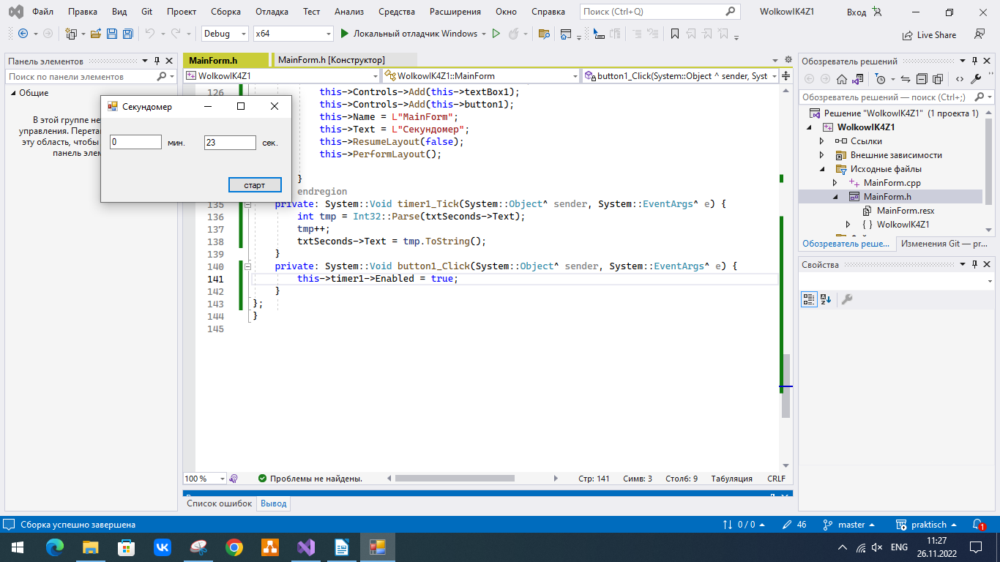 Файл Правка Вид Git Проект Сборка Отладка Тест Анализ Средства Расширения Окно Справка Поиск (Ctrl+Q) WolkowIK4Z1 Вход
Debug x64 Локальный отладчик Windows Live Share
Панель элементов
Поиск по панели элементов
Общие
В этой группе не
управления. Перета
эту область, чтобы
панель элем
Секундомер
0 мин. 23 сек.
старт
MainForm.h MainForm.h [Конструктор]
WolkowIK4Z1 WolkowIK4Z1::MainForm button1_Click(System::Object ^ sender, Syst
126 this->Controls->Add(this->textBox1);
this->Controls->Add(this->button1);
this->Name = L"MainForm";
this->Text = L"Секундомер";
this->ResumeLayout(false);
this->PerformLayout();
}
endregion
135 private: System::Void timer1_Tick(System::Object^ sender, System::EventArgs^ e) {
136 int tmp = Int32::Parse(txtSeconds->Text);
137 tmp++;
138 txtSeconds->Text = tmp.ToString();
139 }
140 private: System::Void button1_Click(System::Object^ sender, System::EventArgs^ e) {
141 this->timer1->Enabled = true;
142 }
143 };
144 }
145
100 % Проблемы не найдены. Стр: 141 Симв: 3 Столб: 9 Табуляция CRLF
Список ошибок Вывод
Обозреватель решений
Обозреватель решений — поиск (Ctrl+;)
Решение "WolkowIK4Z1" (1 проекта 1)
WolkowIK4Z1
Ссылки
Внешние зависимости
Исходные файлы
MainForm.cpp
MainForm.h
MainForm.resx
WolkowIK4Z1
Обозреватель реше... Изменения Git — pr...
Свойства
Сборка успешно завершена 0 / 0 46 master praktisch 1
ENG 11:27
26.11.2022